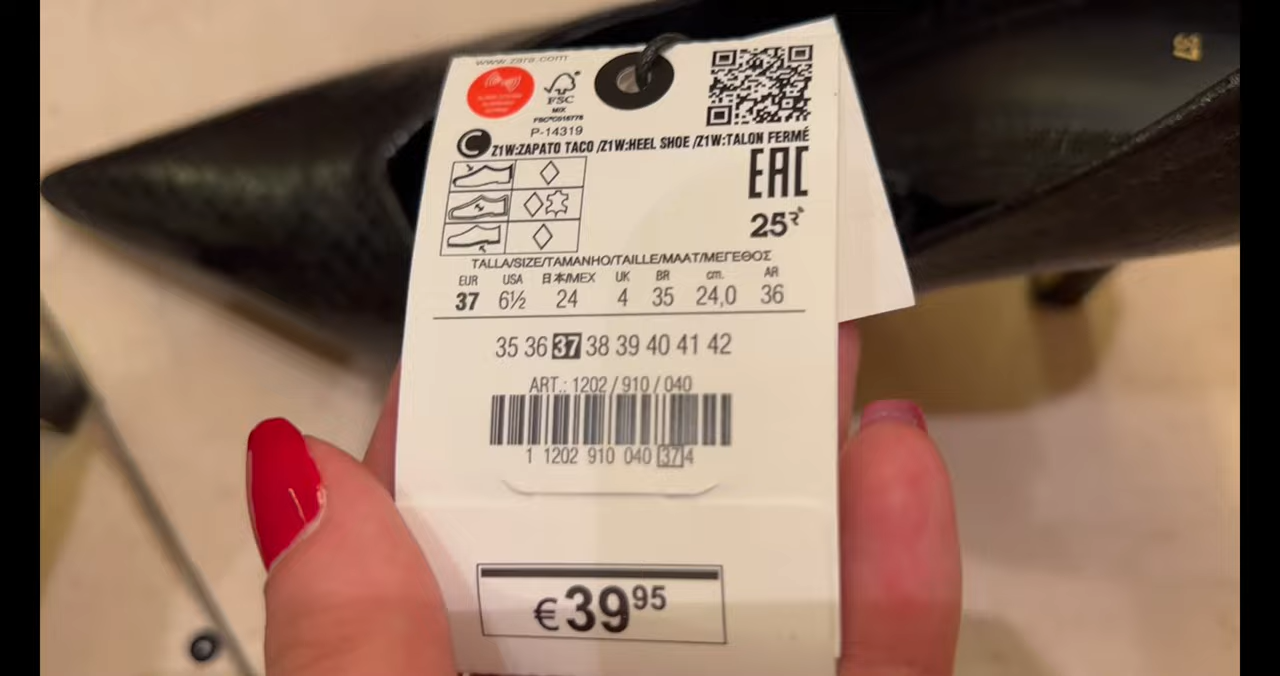 www.zara.com
FSC
MIX
P-14319
Z1W:ZAPATO TACO /Z1W:HEEL SHOE /Z1W:TALON FERMÉ
EAC
25
TALLA/SIZE/TAMANHO/TAILLE/MAAT/ΜΕΓΕΘΟΣ
EUR USA 日本/MEX UK BR cm. AR
37 6½ 24 4 35 24,0 36
35 36 37 38 39 40 41 42
ART.: 1202 / 910 / 040
1 1202 910 040 37 4
€3995
37